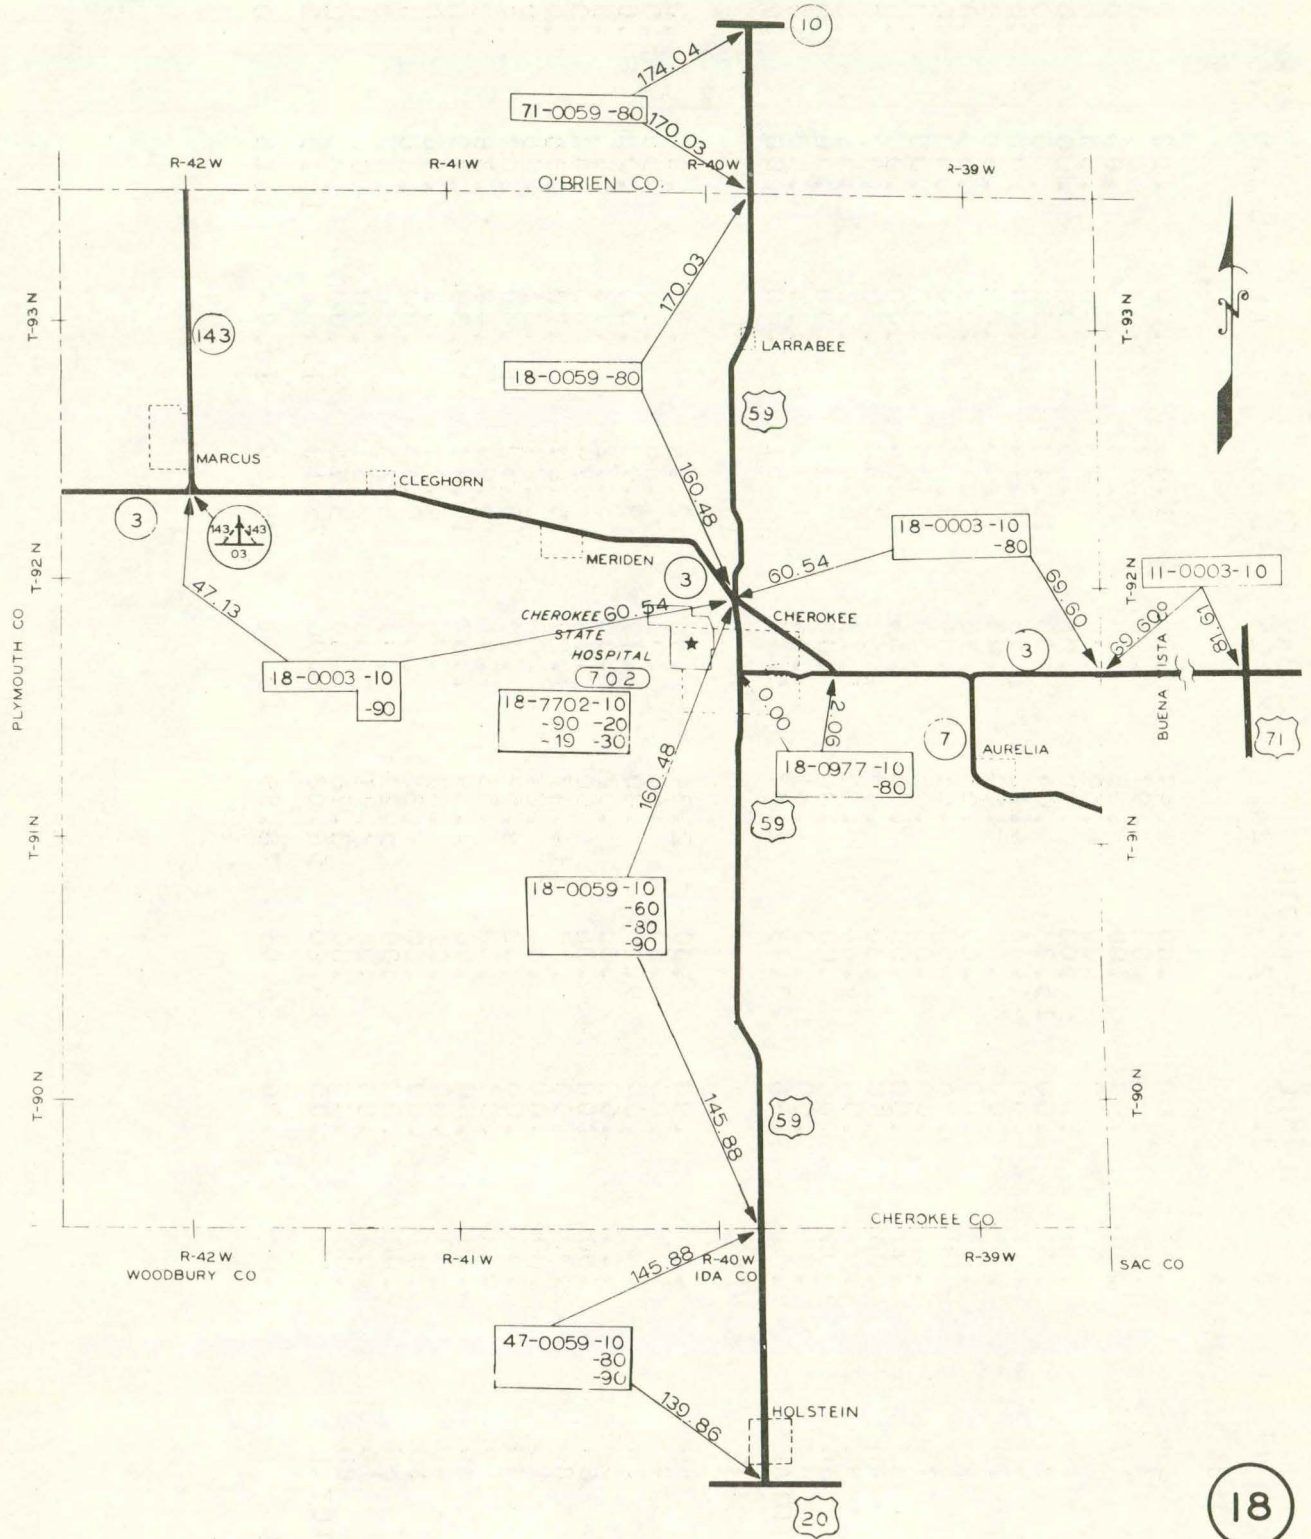 10
174.04
71-0059-80
170.03
R-42 W
R-41 W
R-40 W
R-39 W
O'BRIEN CO.
170.03
N
T-93 N
T-93 N
143
LARRABEE
18-0059-80
59
MARCUS
CLEGHORN
160.48
3
143 143
03
18-0003-10
-80
MERIDEN
3
60.54
T-92 N
T-92 N
11-0003-10
47.13
69.60
69.60
81.91
CHEROKEE
STATE
HOSPITAL
60.54
CHEROKEE
702
3
PLYMOUTH CO
18-0003-10
-90
18-7702-10
-90 -20
-19 -30
0.00
2.06
BUENA VISTA CO
7
AURELIA
71
18-0977-10
-80
160.48
59
T-91 N
T-91 N
18-0059-10
-60
-80
-90
T-90 N
T-90 N
145.88
59
CHEROKEE CO.
R-42 W
R-41 W
R-40 W
R-39 W
WOODBURY CO
145.88
IDA CO
SAC CO
47-0059-10
-80
-90
139.86
HOLSTEIN
20
18